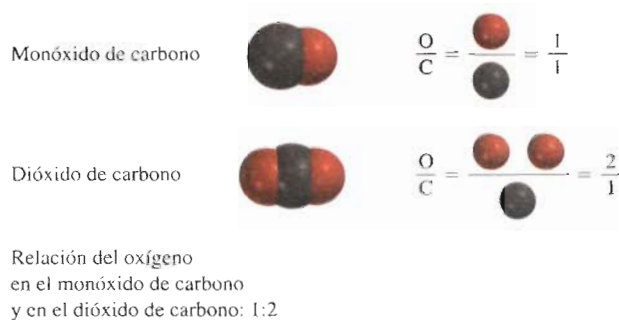 Monóxido de carbono
O/C = = 1/1
Dióxido de carbono
O/C = = 2/1
Relación del oxígeno
en el monóxido de carbono
y en el dióxido de carbono: 1:2